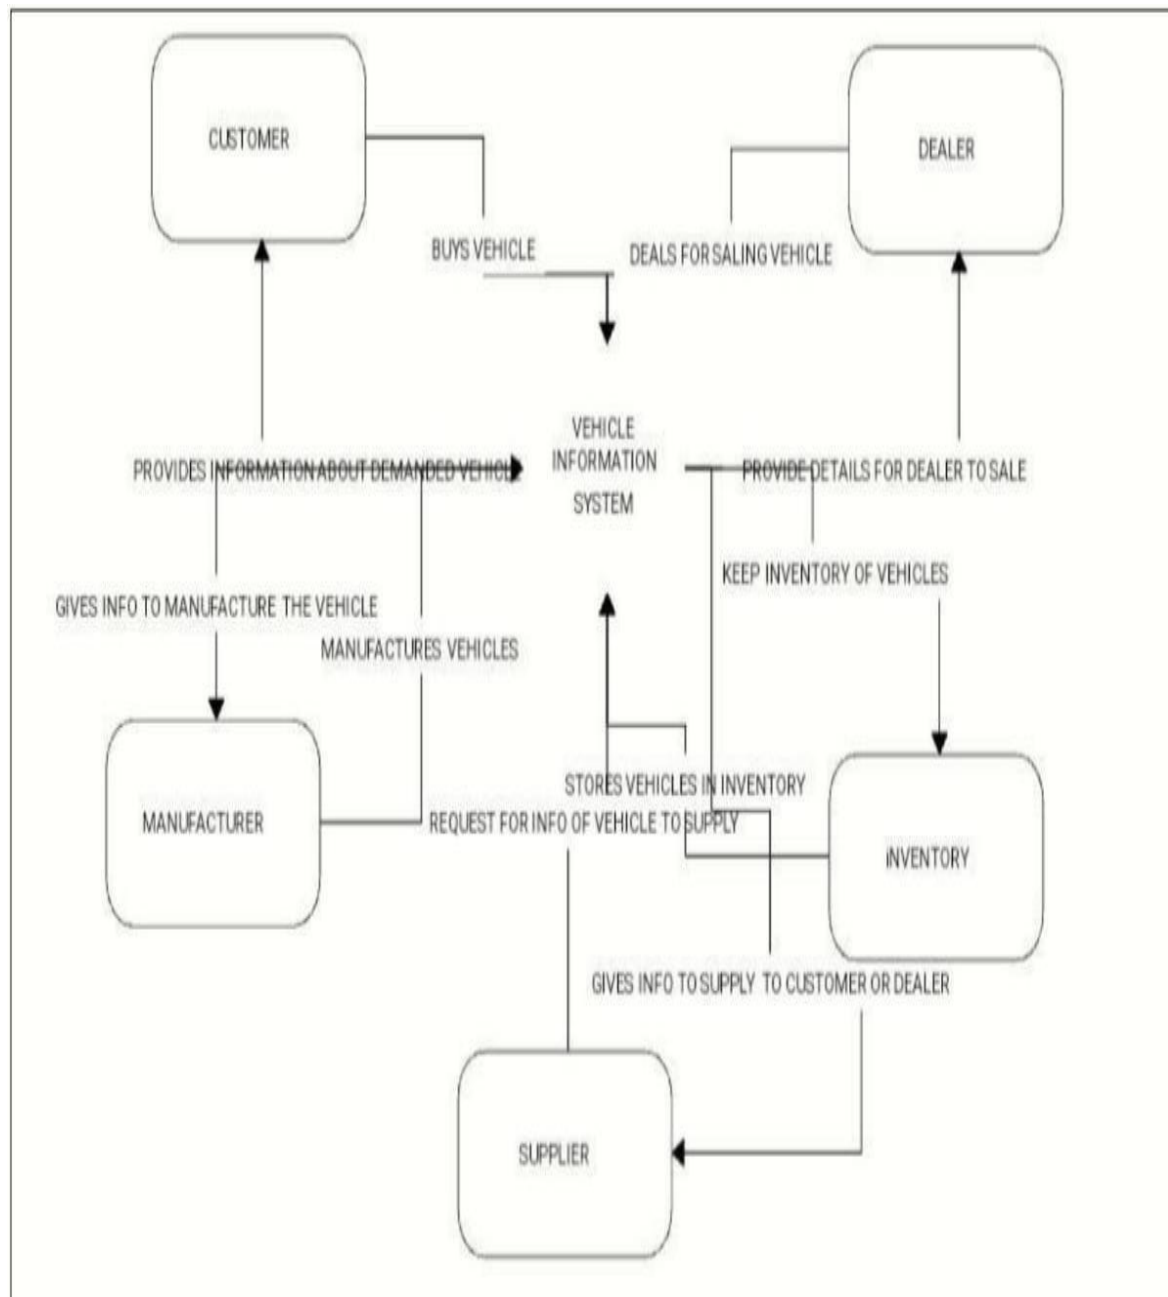 CUSTOMER
DEALER
BUYS VEHICLE
DEALS FOR SALING VEHICLE
VEHICLE
INFORMATION
SYSTEM
PROVIDES INFORMATION ABOUT DEMANDED VEHICLE
PROVIDE DETAILS FOR DEALER TO SALE
KEEP INVENTORY OF VEHICLES
GIVES INFO TO MANUFACTURE THE VEHICLE
MANUFACTURES VEHICLES
STORES VEHICLES IN INVENTORY
MANUFACTURER
REQUEST FOR INFO OF VEHICLE TO SUPPLY
iNVENTORY
GIVES INFO TO SUPPLY TO CUSTOMER OR DEALER
SUPPLIER